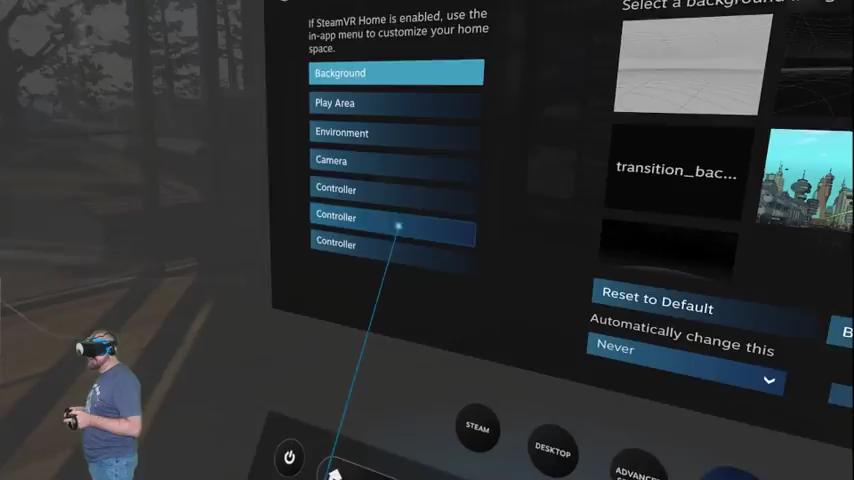 If SteamVR Home is enabled, use the
in-app menu to customize your home
space.
Background
Play Area
Environment
Camera
Controller
Controller
Controller
Select a background
transition_bac...
Reset to Default
Automatically change this
Never
STEAM
DESKTOP
ADVANCED